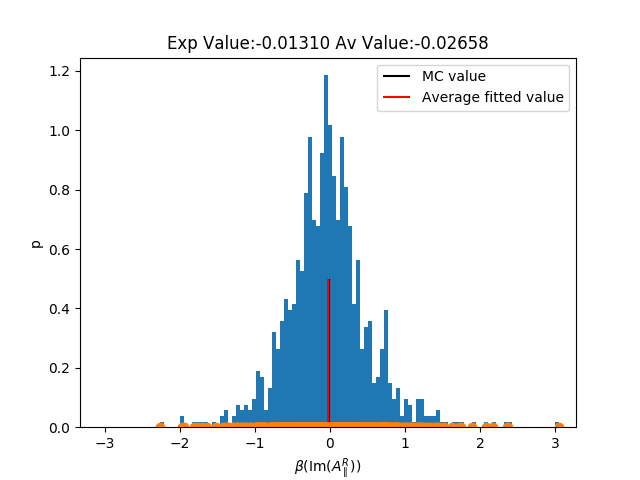 Exp Value:-0.01310 Av Value:-0.02658
MC value
Average fitted value
1.2
1.0
0.8
0.6
0.4
0.2
0.0
p
−3 −2 −1 0 1 2 3
β(Im(A∥ᴿ))